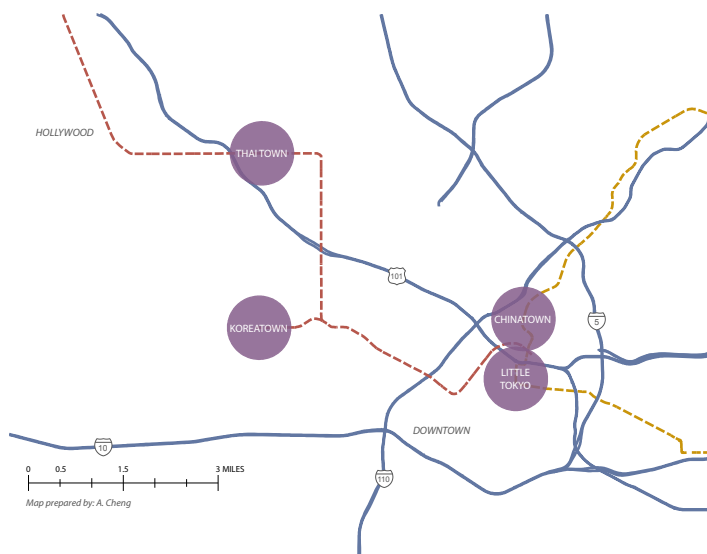 HOLLYWOOD
THAI TOWN
101
CHINATOWN
KOREATOWN
5
LITTLE
TOKYO
DOWNTOWN
10
0 0.5 1.5 3 MILES
110
Map prepared by: A. Cheng